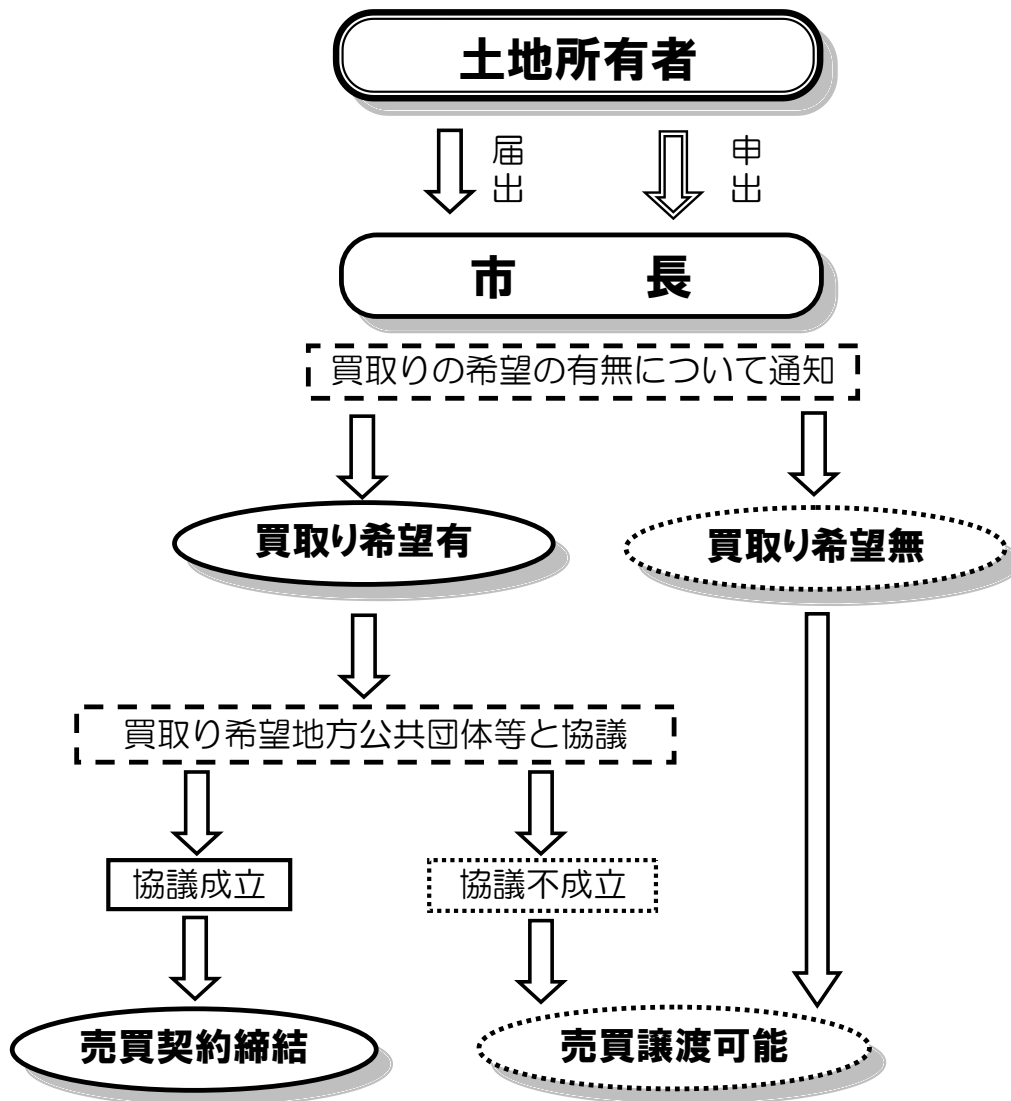 土地所有者
届出
申出
市　長
買取りの希望の有無について通知
買取り希望有
買取り希望無
買取り希望地方公共団体等と協議
協議成立
協議不成立
売買契約締結
売買譲渡可能